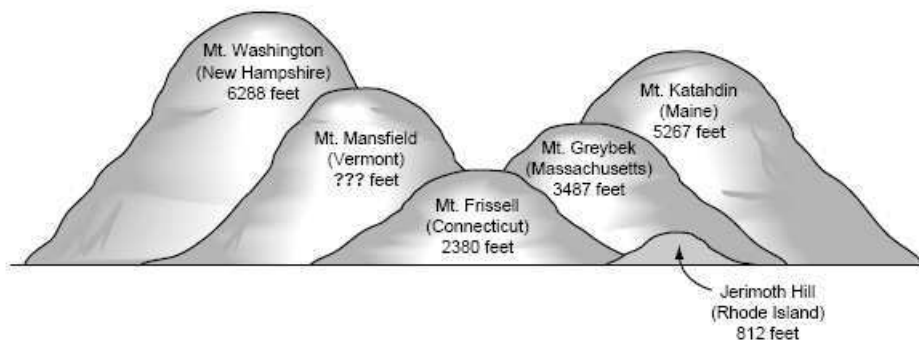 Mt. Washington
(New Hampshire)
6288 feet
Mt. Mansfield
(Vermont)
??? feet
Mt. Frissell
(Connecticut)
2380 feet
Mt. Greybek
(Massachusetts)
3487 feet
Mt. Katahdin
(Maine)
5267 feet
Jerimoth Hill
(Rhode Island)
812 feet